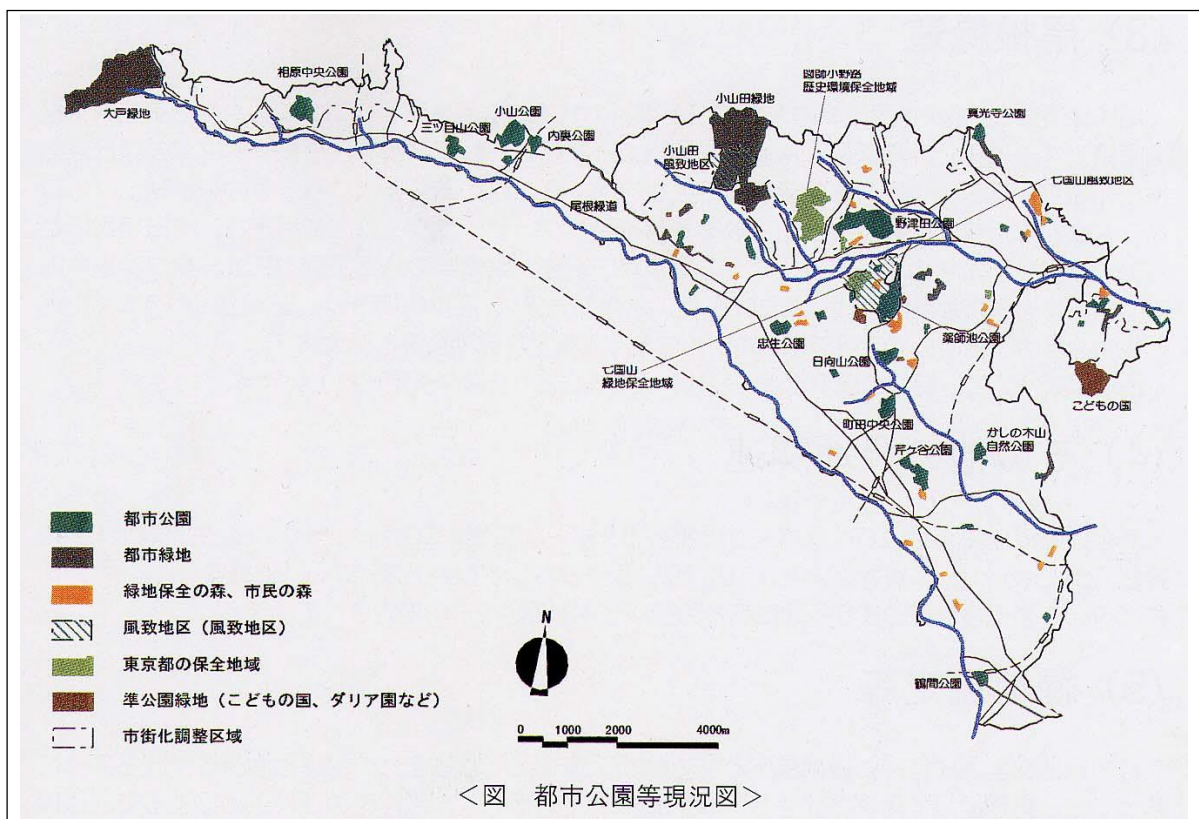 相原中央公園
大戸緑地
三ツ目山公園
小山公園
内裏公園
図師小野路
歴史環境保全地域
小山田緑地
小山田
風致地区
真光寺公園
七国山風致地区
尾根緑道
野津田公園
忠生公園
薬師池公園
日向山公園
七国山
緑地保全地域
こどもの国
町田中央公園
かしの木山
自然公園
芹ヶ谷公園
鶴間公園
都市公園
都市緑地
緑地保全の森、市民の森
風致地区(風致地区)
東京都の保全地域
準公園緑地(こどもの国、ダリア園など)
市街化調整区域
N
0 1000 2000 4000m
<図 都市公園等現況図>